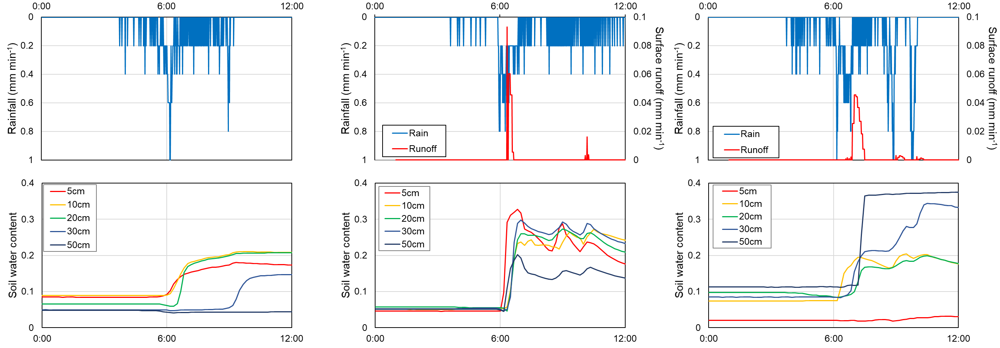 0:00 6:00 12:00
0
0.2
0.4
0.6
0.8
1
Rainfall (mm min-1)
0:00 6:00 12:00
0
0.2
0.4
0.6
0.8
1
Rainfall (mm min-1)
Rain
Runoff
0.1
0.08
0.06
0.04
0.02
0
Surface runoff (mm min-1)
0:00 6:00 12:00
0
0.2
0.4
0.6
0.8
1
Rainfall (mm min-1)
Rain
Runoff
0.1
0.08
0.06
0.04
0.02
0
Surface runoff (mm min-1)
0.4
0.3
0.2
0.1
0
Soil water content
5cm
10cm
20cm
30cm
50cm
0:00 6:00 12:00
0.4
0.3
0.2
0.1
0
Soil water content
5cm
10cm
20cm
30cm
50cm
0:00 6:00 12:00
0.4
0.3
0.2
0.1
0
Soil water content
5cm
10cm
20cm
30cm
50cm
0:00 6:00 12:00